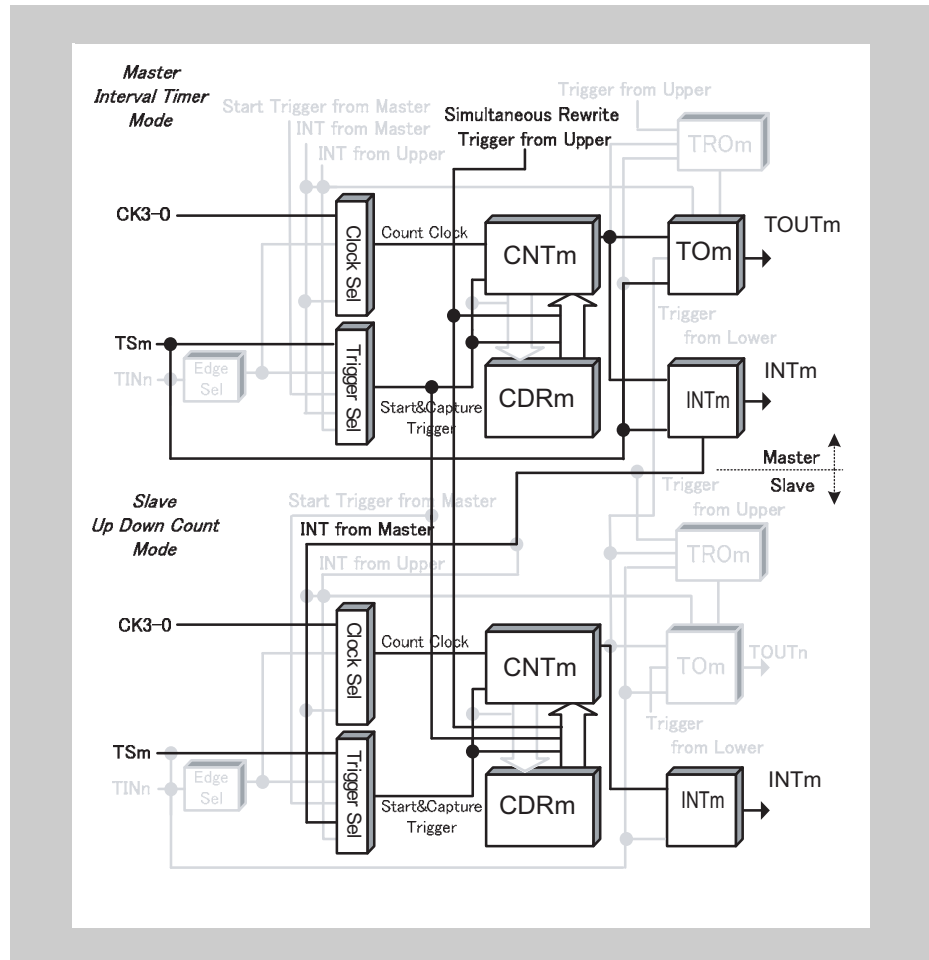 Master
Interval Timer
Mode
Start Trigger from Master
INT from Master
INT from Upper
Simultaneous Rewrite
Trigger from Upper
Trigger from Upper
TROm
CK3-0
Clock Sel
Count Clock
CNTm
TOm
TOUTm
Trigger
from Lower
TSm
TINn
Edge
Sel
Trigger Sel
Start&Capture
Trigger
CDRm
INTm
INTm
Master
Slave
Slave
Up Down Count
Mode
Start Trigger from Master
INT from Master
INT from Upper
Trigger
from Upper
TROm
CK3-0
Clock Sel
Count Clock
CNTm
TOm
TOUTn
Trigger
from Lower
TSm
TINn
Edge
Sel
Trigger Sel
Start&Capture
Trigger
CDRm
INTm
INTm